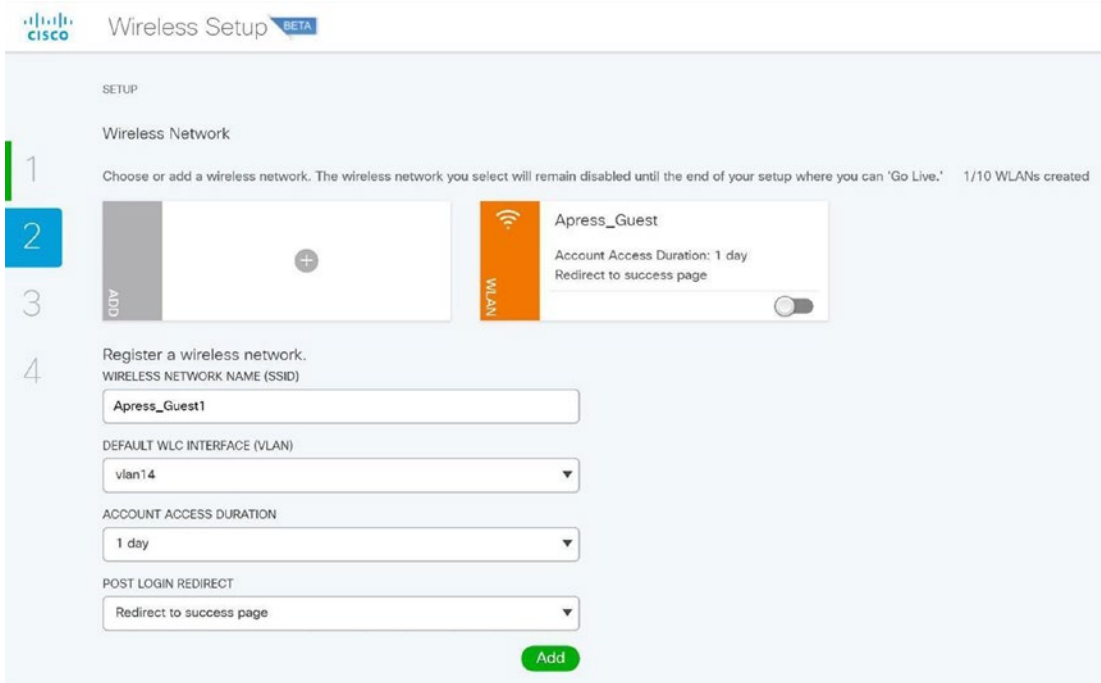 CISCO Wireless Setup BETA
SETUP
Wireless Network
Choose or add a wireless network. The wireless network you select will remain disabled until the end of your setup where you can 'Go Live.' 1/10 WLANs created
1
2
3
4
ADD
WLAN
Apress_Guest
Account Access Duration: 1 day
Redirect to success page
Register a wireless network.
WIRELESS NETWORK NAME (SSID)
Apress_Guest1
DEFAULT WLC INTERFACE (VLAN)
vlan14
ACCOUNT ACCESS DURATION
1 day
POST LOGIN REDIRECT
Redirect to success page
Add